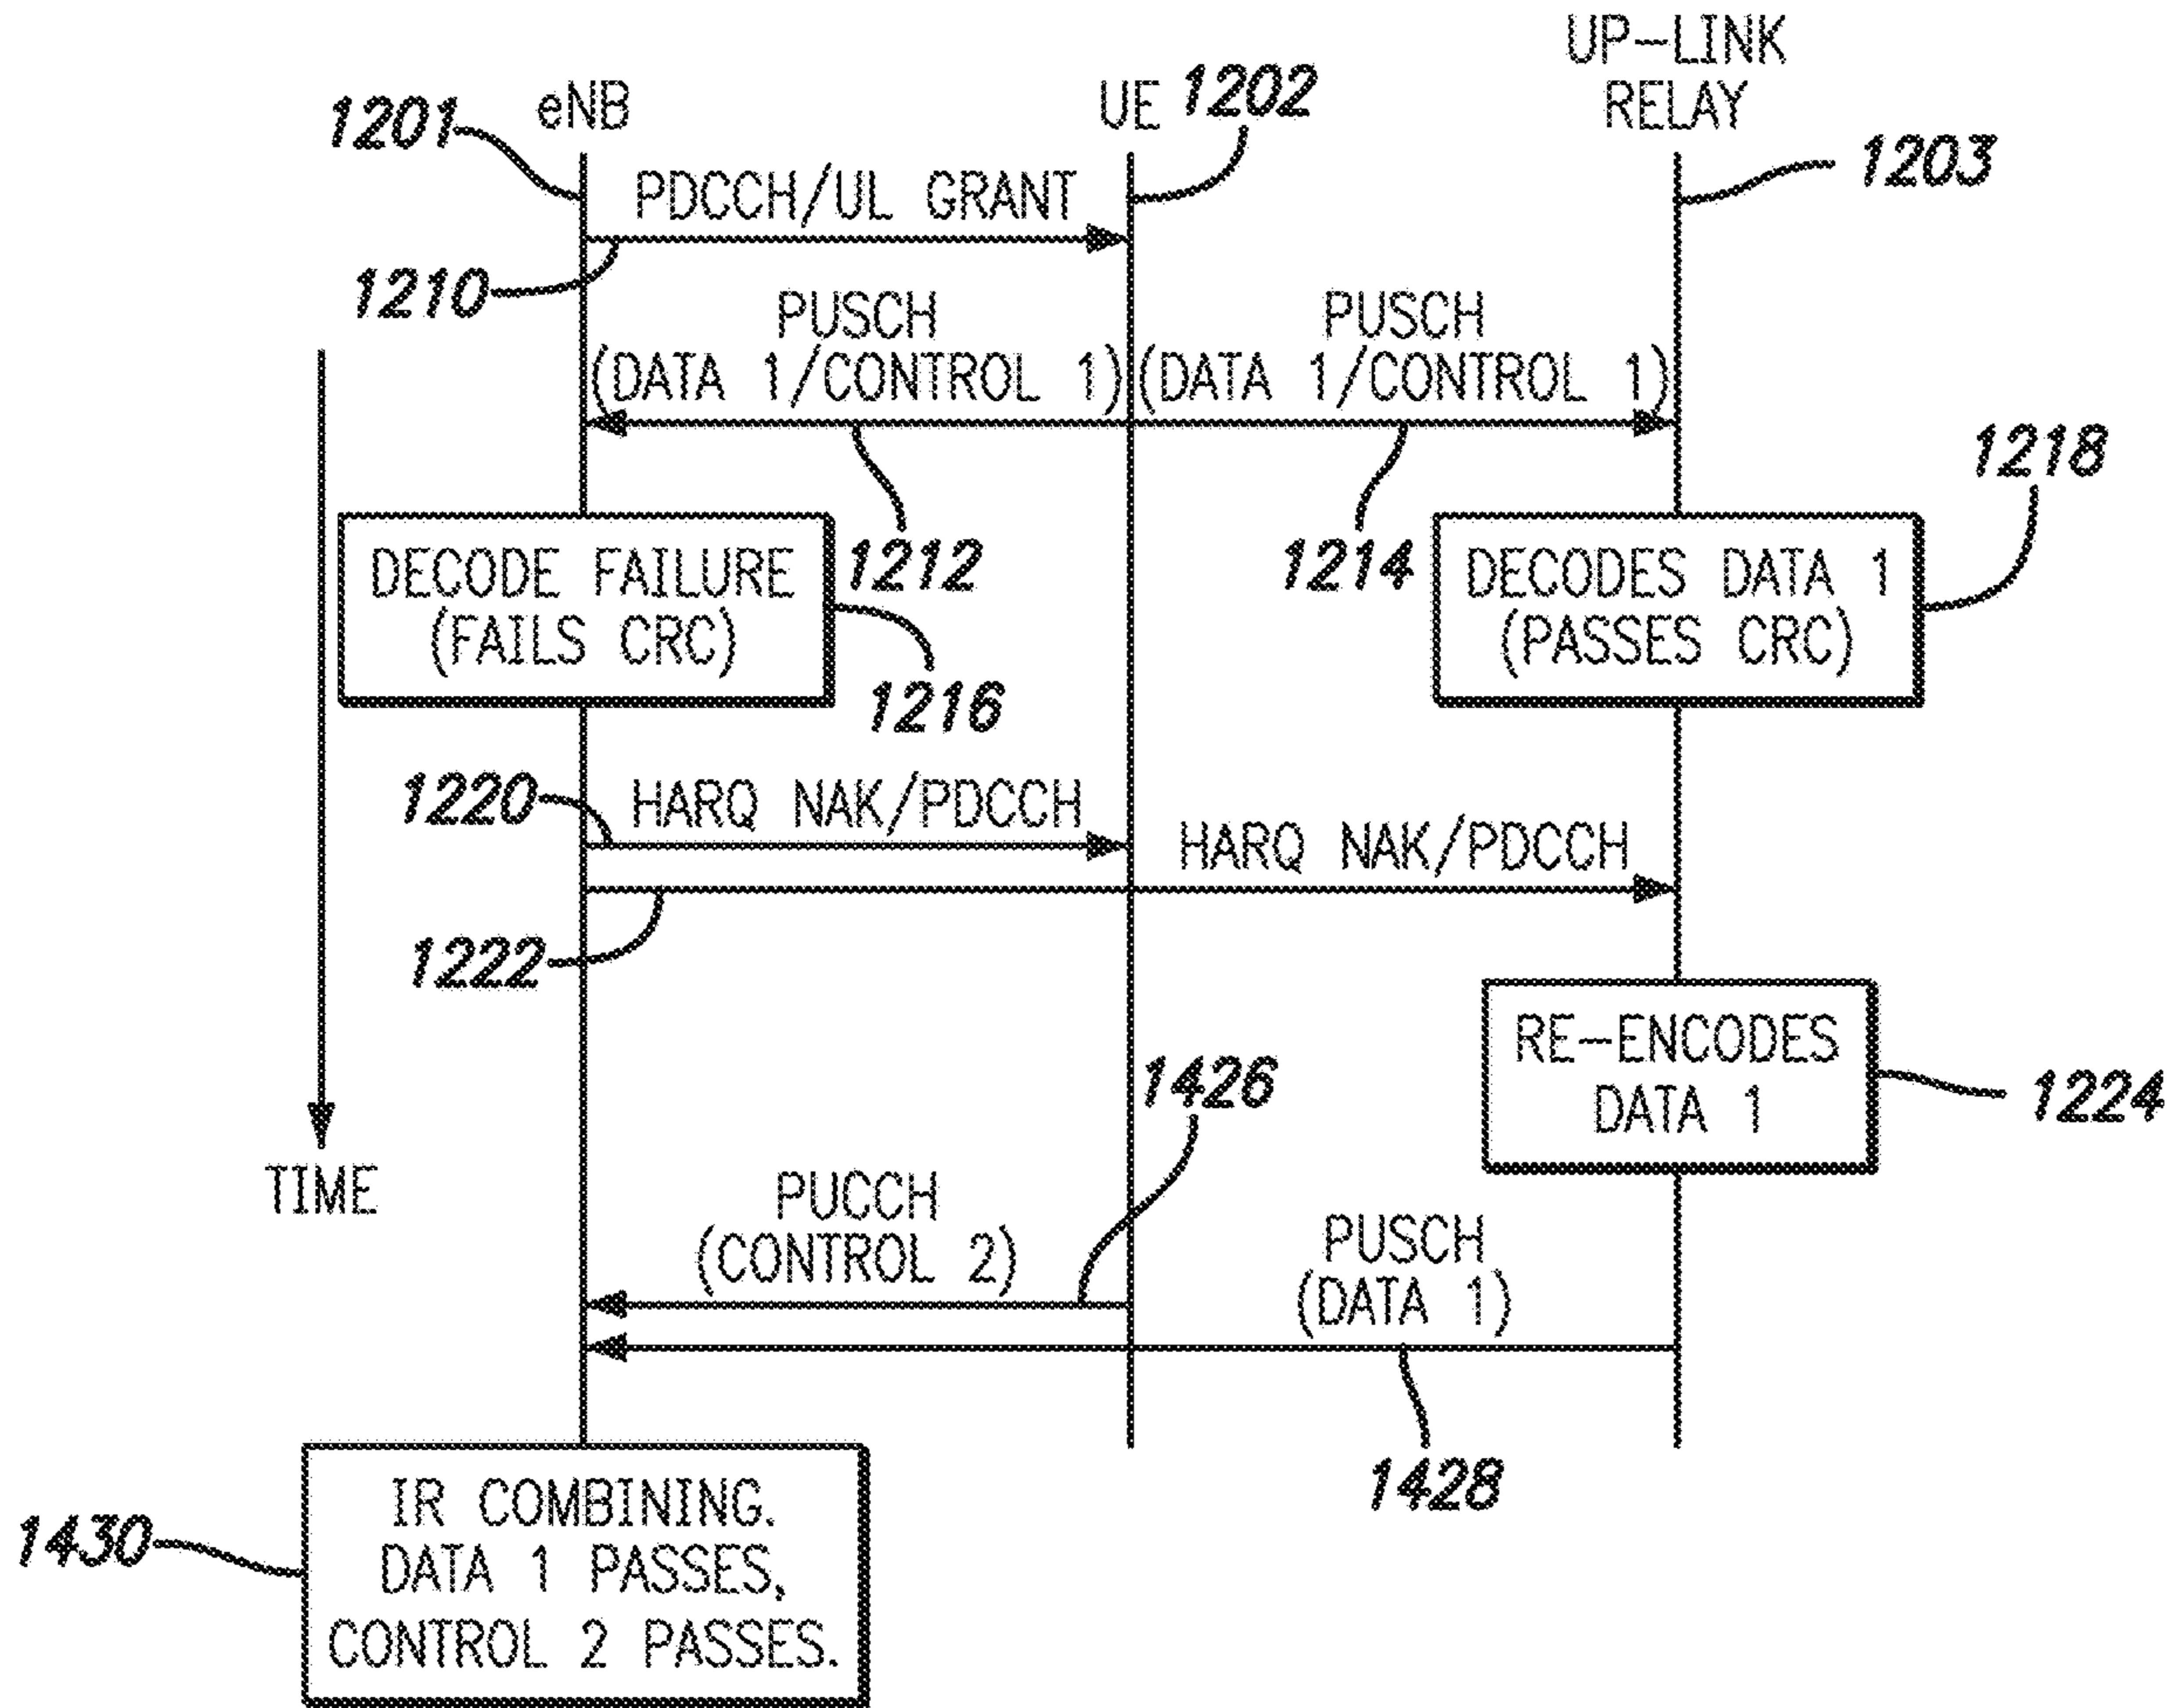 UP-LINK
RELAY
eNB
UE
1201
1202
1203
PDCCH/UL GRANT
1210
PUSCH
(DATA 1/CONTROL 1)
PUSCH
(DATA 1/CONTROL 1)
1212
1214
1218
DECODE FAILURE
(FAILS CRC)
1216
DECODES DATA 1
(PASSES CRC)
1220
HARQ NAK/PDCCH
HARQ NAK/PDCCH
1222
RE-ENCODES
DATA 1
1224
1426
TIME
PUCCH
(CONTROL 2)
PUSCH
(DATA 1)
1428
1430
IR COMBINING.
DATA 1 PASSES,
CONTROL 2 PASSES.